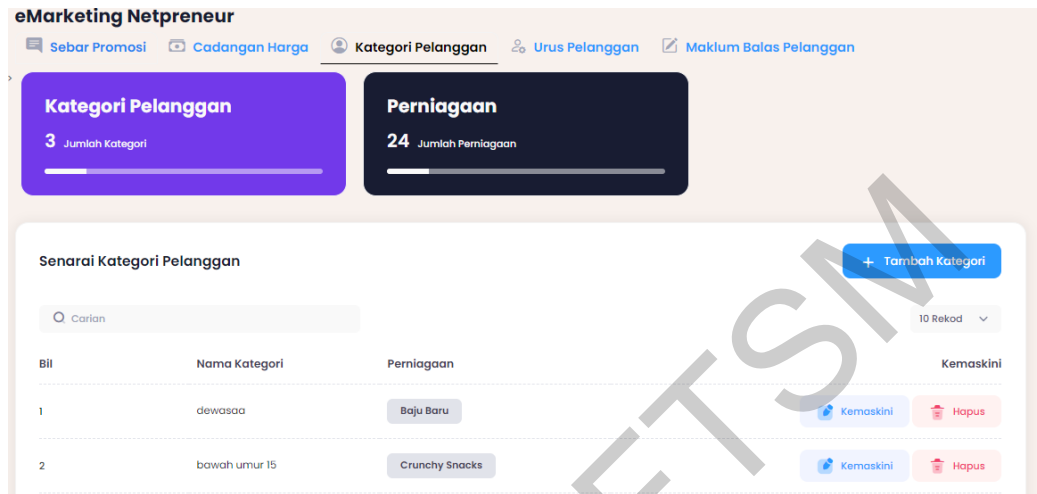 eMarketing Netpreneur
Sebar Promosi Cadangan Harga Kategori Pelanggan Urus Pelanggan Maklum Balas Pelanggan
Kategori Pelanggan
3 Jumlah Kategori
Perniagaan
24 Jumlah Perniagaan
Senarai Kategori Pelanggan
+ Tambah Kategori
Carian
10 Rekod
Bil Nama Kategori Perniagaan Kemaskini
1 dewasaa Baju Baru Kemaskini Hapus
2 bawah umur 15 Crunchy Snacks Kemaskini Hapus
ETSM